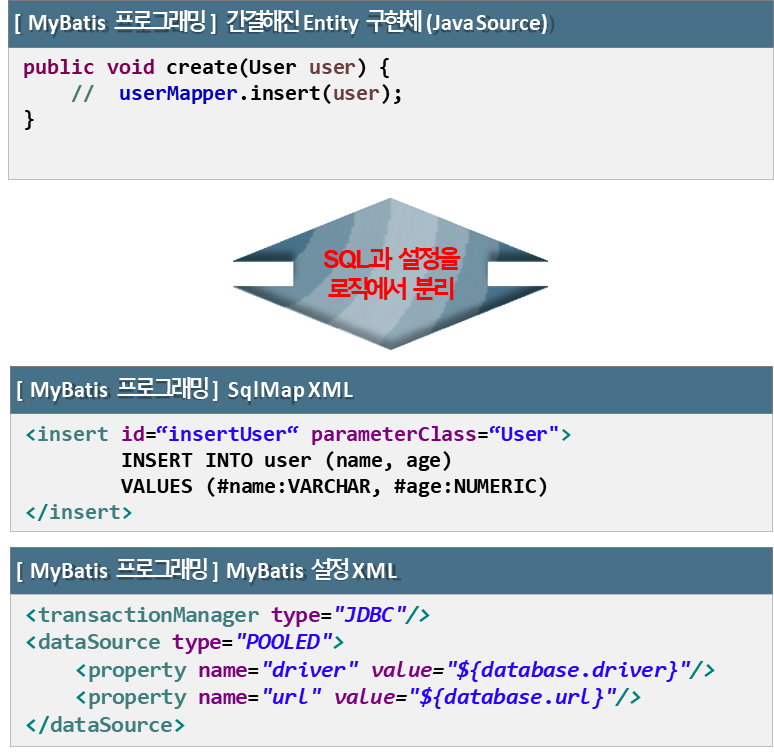 [ MyBatis 프로그래밍 ] 간결해진 Entity 구현체 (Java Source)
public void create(User user) {
    //  userMapper.insert(user);
}
SQL과 설정을
로직에서 분리
[ MyBatis 프로그래밍 ] SqlMap XML
<insert id=“insertUser“ parameterClass=“User">
        INSERT INTO user (name, age)
        VALUES (#name:VARCHAR, #age:NUMERIC)
</insert>
[ MyBatis 프로그래밍 ] MyBatis 설정 XML
<transactionManager type="JDBC"/>
<dataSource type="POOLED">
    <property name="driver" value="${database.driver}"/>
    <property name="url" value="${database.url}"/>
</dataSource>